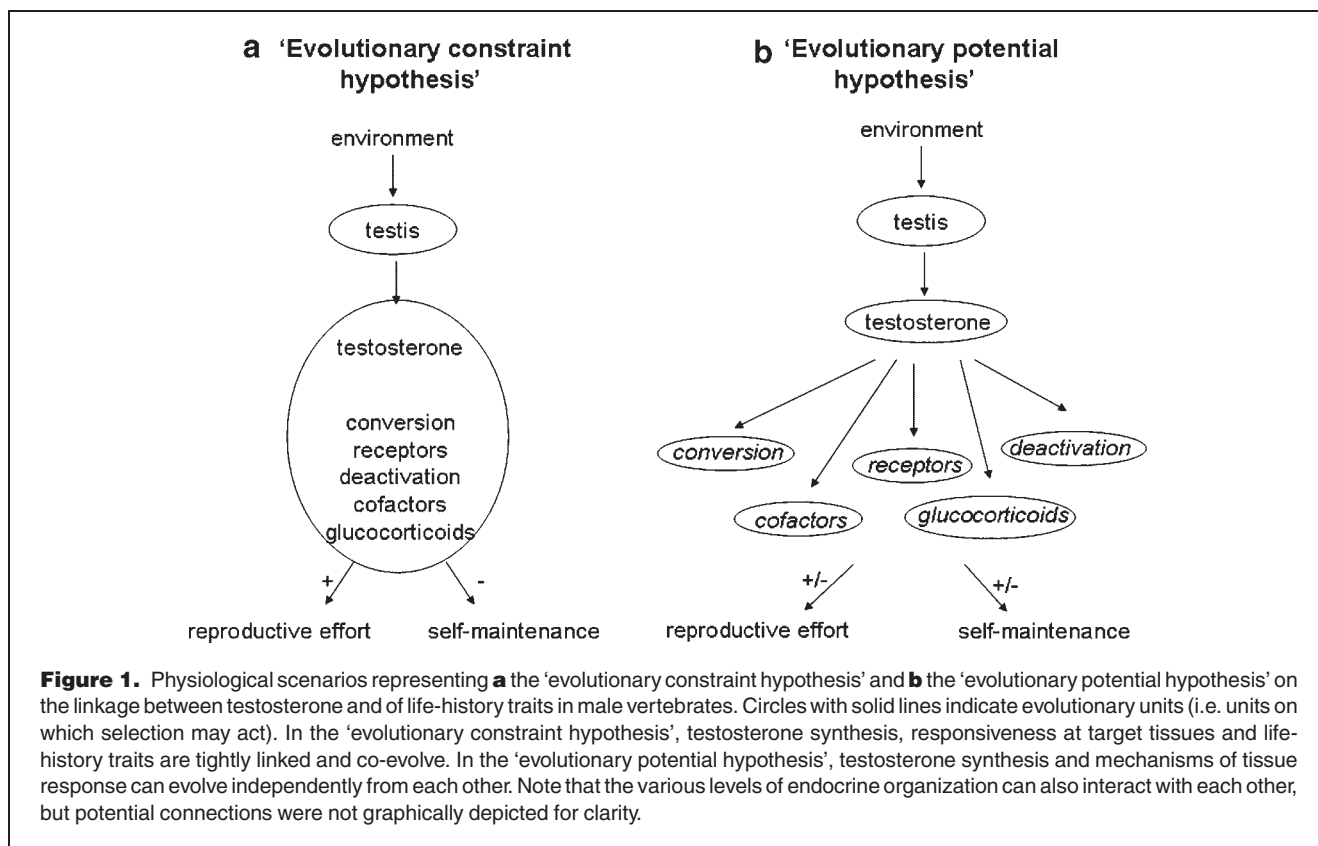 a 'Evolutionary constraint
hypothesis'
environment
testis
testosterone
conversion
receptors
deactivation
cofactors
glucocorticoids
+
-
reproductive effort
self-maintenance
b 'Evolutionary potential
hypothesis'
environment
testis
testosterone
conversion
receptors
deactivation
cofactors
glucocorticoids
+/-
+/-
reproductive effort
self-maintenance
Figure 1. Physiological scenarios representing a the 'evolutionary constraint hypothesis' and b the 'evolutionary potential hypothesis' on
the linkage between testosterone and of life-history traits in male vertebrates. Circles with solid lines indicate evolutionary units (i.e. units on
which selection may act). In the 'evolutionary constraint hypothesis', testosterone synthesis, responsiveness at target tissues and life-
history traits are tightly linked and co-evolve. In the 'evolutionary potential hypothesis', testosterone synthesis and mechanisms of tissue
response can evolve independently from each other. Note that the various levels of endocrine organization can also interact with each other,
but potential connections were not graphically depicted for clarity.